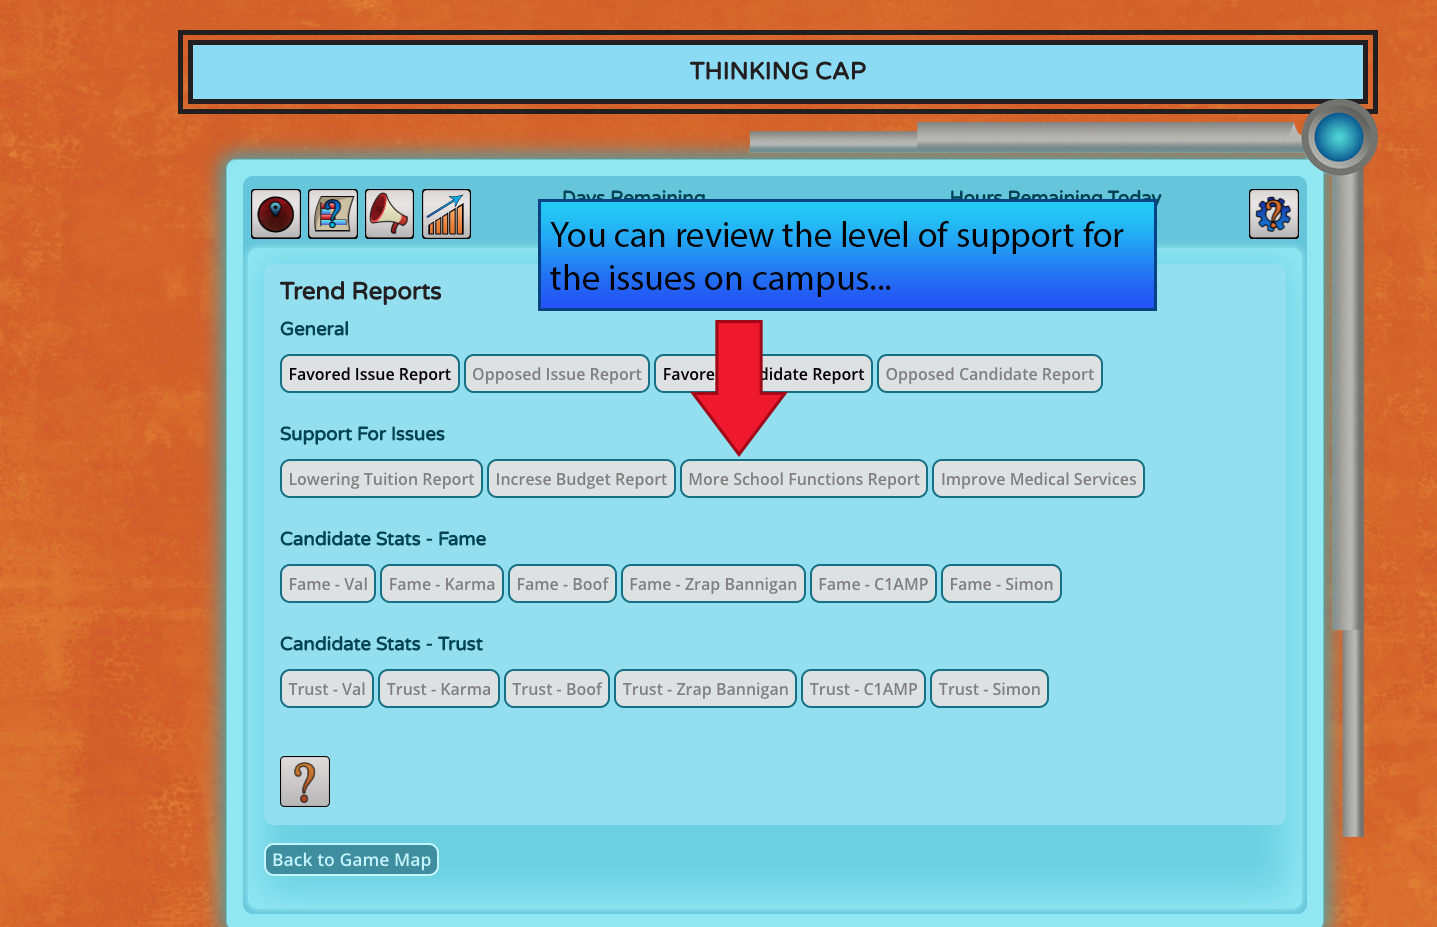 THINKING CAP
Days Remaining
Hours Remaining Today
You can review the level of support for
the issues on campus...
Trend Reports
General
Favored Issue Report Opposed Issue Report Favore didate Report Opposed Candidate Report
Support For Issues
Lowering Tuition Report Increse Budget Report More School Functions Report Improve Medical Services
Candidate Stats - Fame
Fame - Val Fame - Karma Fame - Boof Fame - Zrap Bannigan Fame - C1AMP Fame - Simon
Candidate Stats - Trust
Trust - Val Trust - Karma Trust - Boof Trust - Zrap Bannigan Trust - C1AMP Trust - Simon
?
Back to Game Map